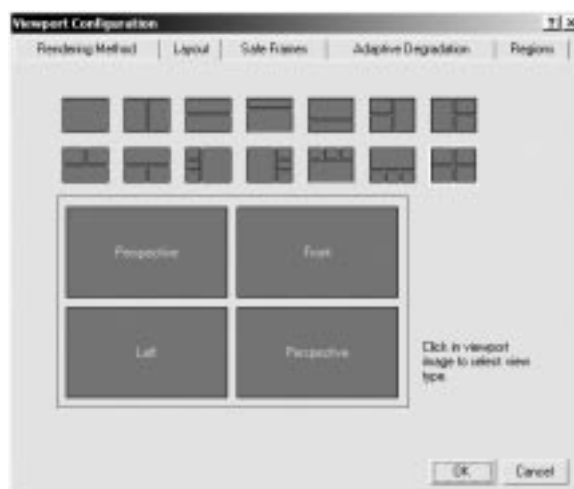 Viewport Configuration
Rendering Method
Layout
Safe Frames
Adaptive Degradation
Regions
Perspective
Front
Left
Perspective
Click in viewport
image to select view
type.
OK
Cancel